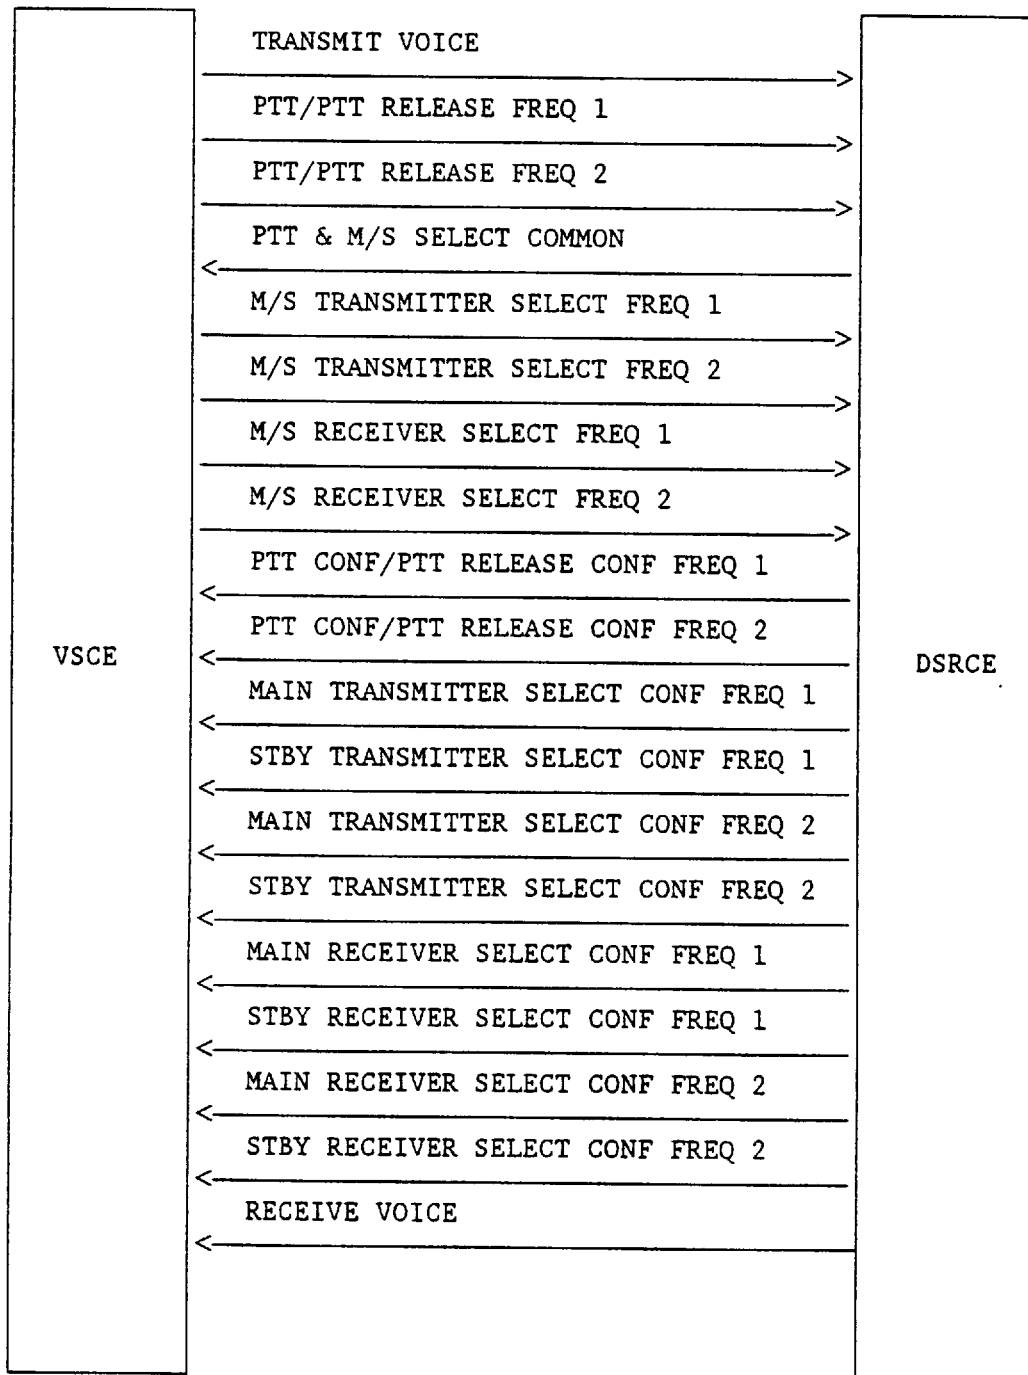 TRANSMIT VOICE
PTT/PTT RELEASE FREQ 1
PTT/PTT RELEASE FREQ 2
PTT & M/S SELECT COMMON
M/S TRANSMITTER SELECT FREQ 1
M/S TRANSMITTER SELECT FREQ 2
M/S RECEIVER SELECT FREQ 1
M/S RECEIVER SELECT FREQ 2
PTT CONF/PTT RELEASE CONF FREQ 1
PTT CONF/PTT RELEASE CONF FREQ 2
VSCE
DSRCE
MAIN TRANSMITTER SELECT CONF FREQ 1
STBY TRANSMITTER SELECT CONF FREQ 1
MAIN TRANSMITTER SELECT CONF FREQ 2
STBY TRANSMITTER SELECT CONF FREQ 2
MAIN RECEIVER SELECT CONF FREQ 1
STBY RECEIVER SELECT CONF FREQ 1
MAIN RECEIVER SELECT CONF FREQ 2
STBY RECEIVER SELECT CONF FREQ 2
RECEIVE VOICE